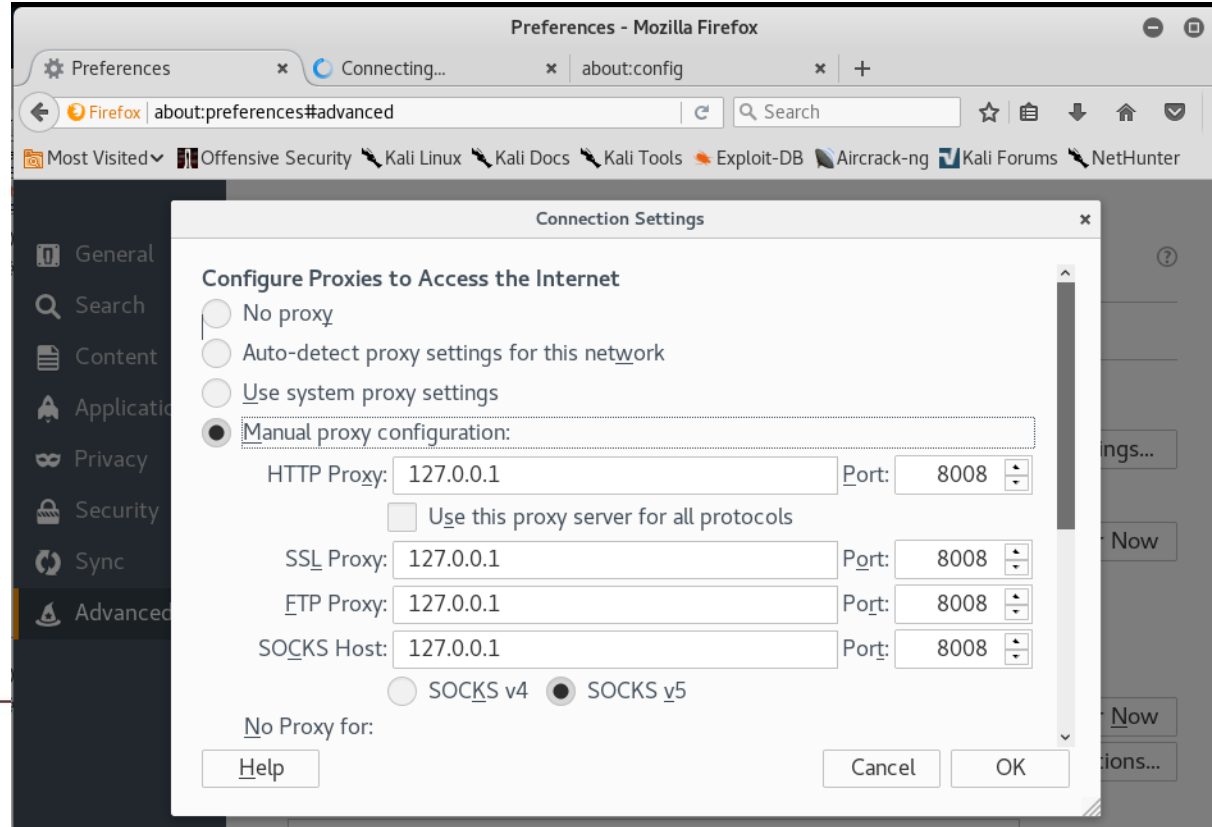 Preferences - Mozilla Firefox
Preferences Connecting... about:config
Firefox about:preferences#advanced Search
Most Visited Offensive Security Kali Linux Kali Docs Kali Tools Exploit-DB Aircrack-ng Kali Forums NetHunter
Connection Settings
General
Search
Content
Applicatio
Privacy
Security
Sync
Advanced
Configure Proxies to Access the Internet
No proxy
Auto-detect proxy settings for this network
Use system proxy settings
Manual proxy configuration:
HTTP Proxy: 127.0.0.1 Port: 8008
Use this proxy server for all protocols
SSL Proxy: 127.0.0.1 Port: 8008
FTP Proxy: 127.0.0.1 Port: 8008
SOCKS Host: 127.0.0.1 Port: 8008
SOCKS v4 SOCKS v5
No Proxy for:
Help Cancel OK
ings...
r Now
r Now
tions...